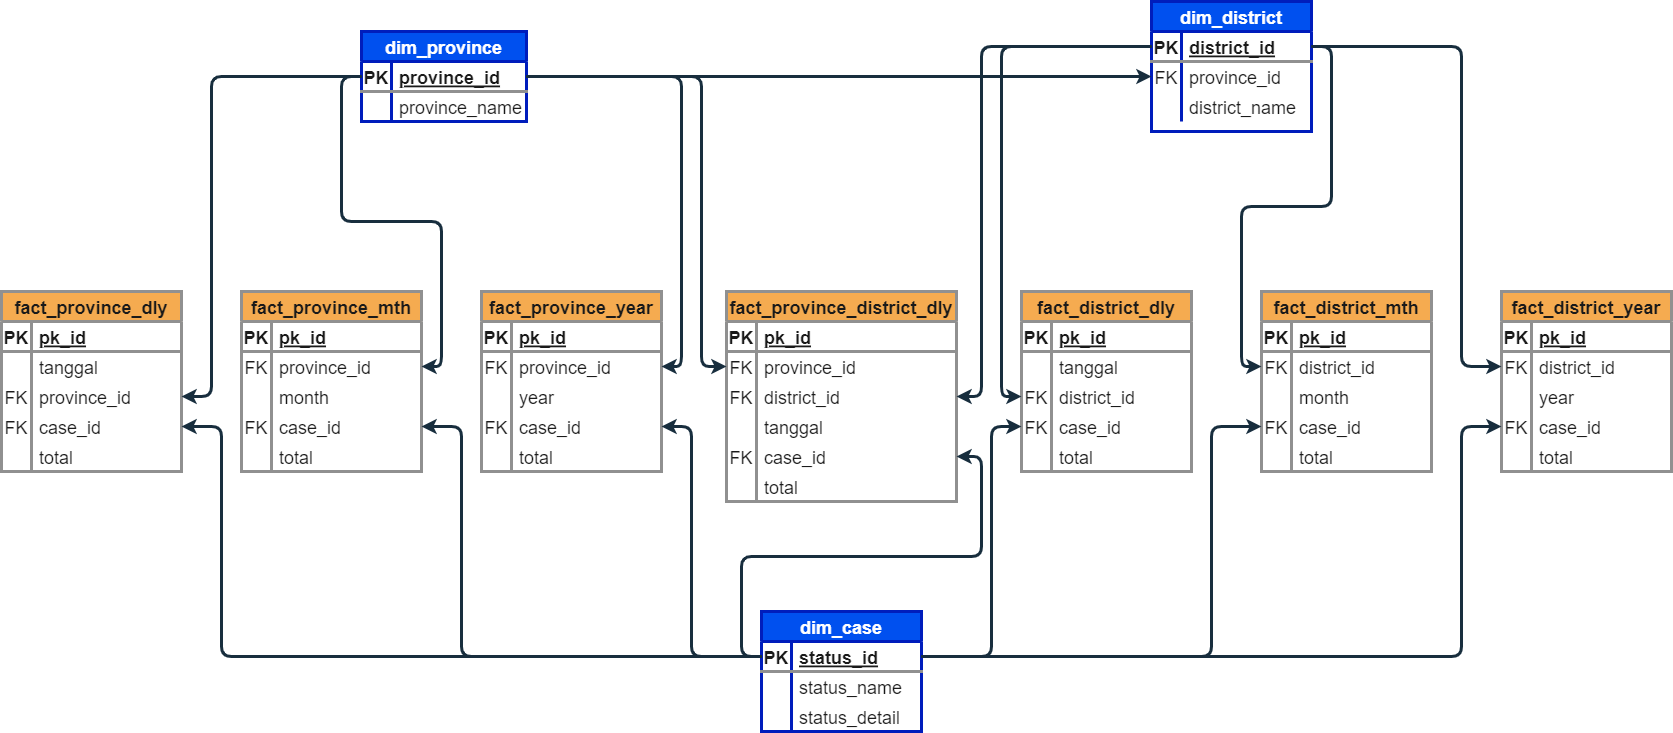 dim_province
PK province_id
province_name
dim_district
PK district_id
FK province_id
district_name
fact_province_dly
PK pk_id
tanggal
FK province_id
FK case_id
total
fact_province_mth
PK pk_id
FK province_id
month
FK case_id
total
fact_province_year
PK pk_id
FK province_id
year
FK case_id
total
fact_province_district_dly
PK pk_id
FK province_id
FK district_id
tanggal
FK case_id
total
fact_district_dly
PK pk_id
tanggal
FK district_id
FK case_id
total
fact_district_mth
PK pk_id
FK district_id
month
FK case_id
total
fact_district_year
PK pk_id
FK district_id
year
FK case_id
total
dim_case
PK status_id
status_name
status_detail